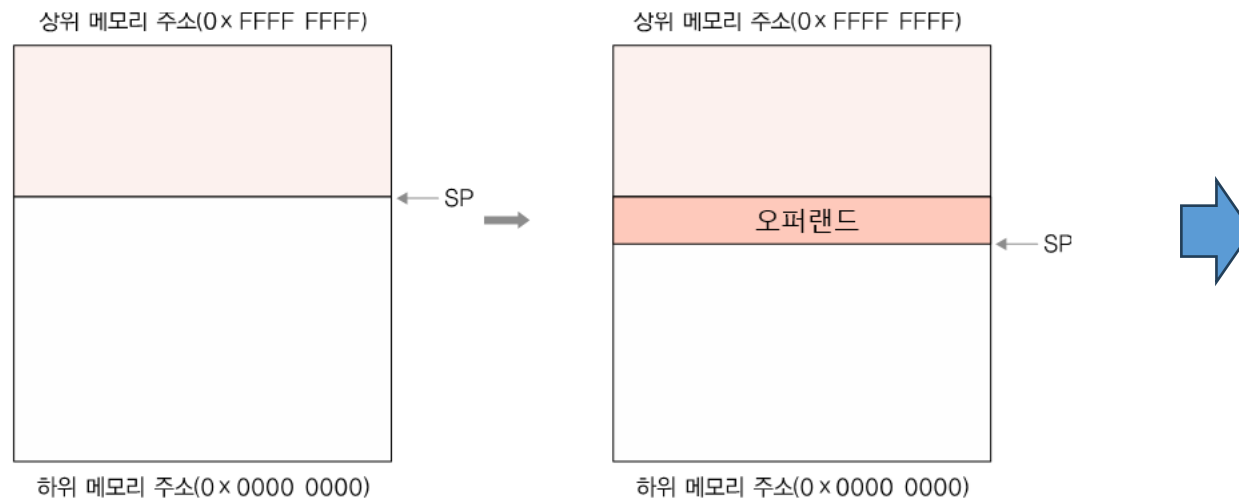 상위 메모리 주소(0×FFFF FFFF)
SP
하위 메모리 주소(0×0000 0000)
상위 메모리 주소(0×FFFF FFFF)
오퍼랜드
SP
하위 메모리 주소(0×0000 0000)